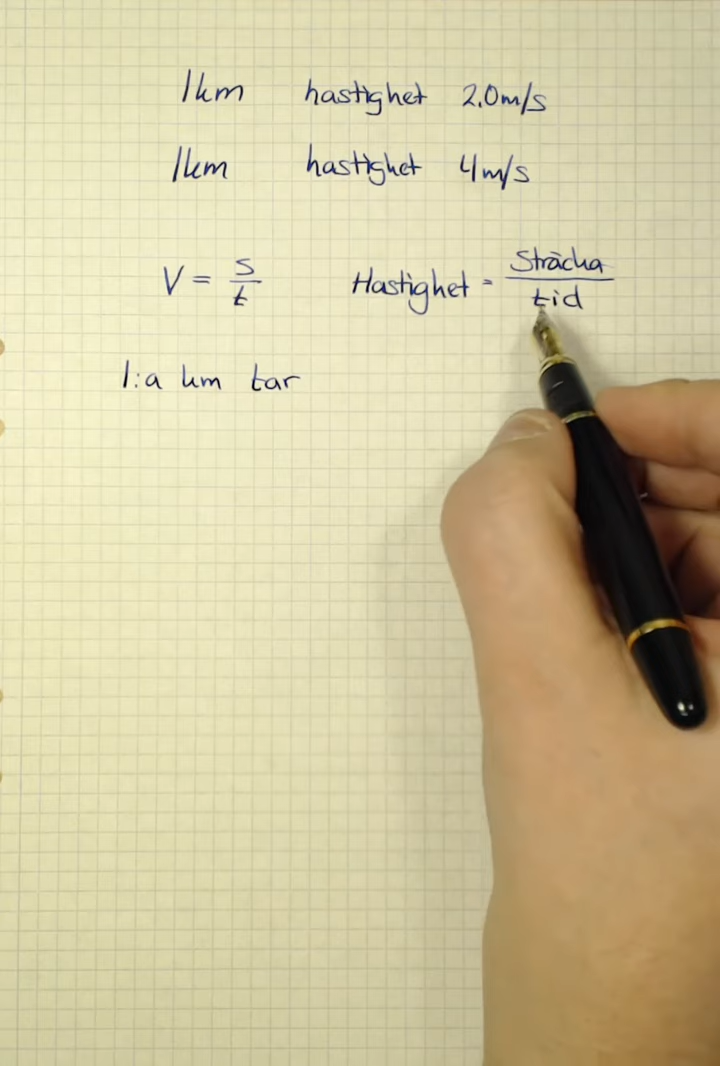 1km hastighet 2.0m/s
1km hastighet 4m/s
V = s/t Hastighet = Sträcka/tid
1:a km tar